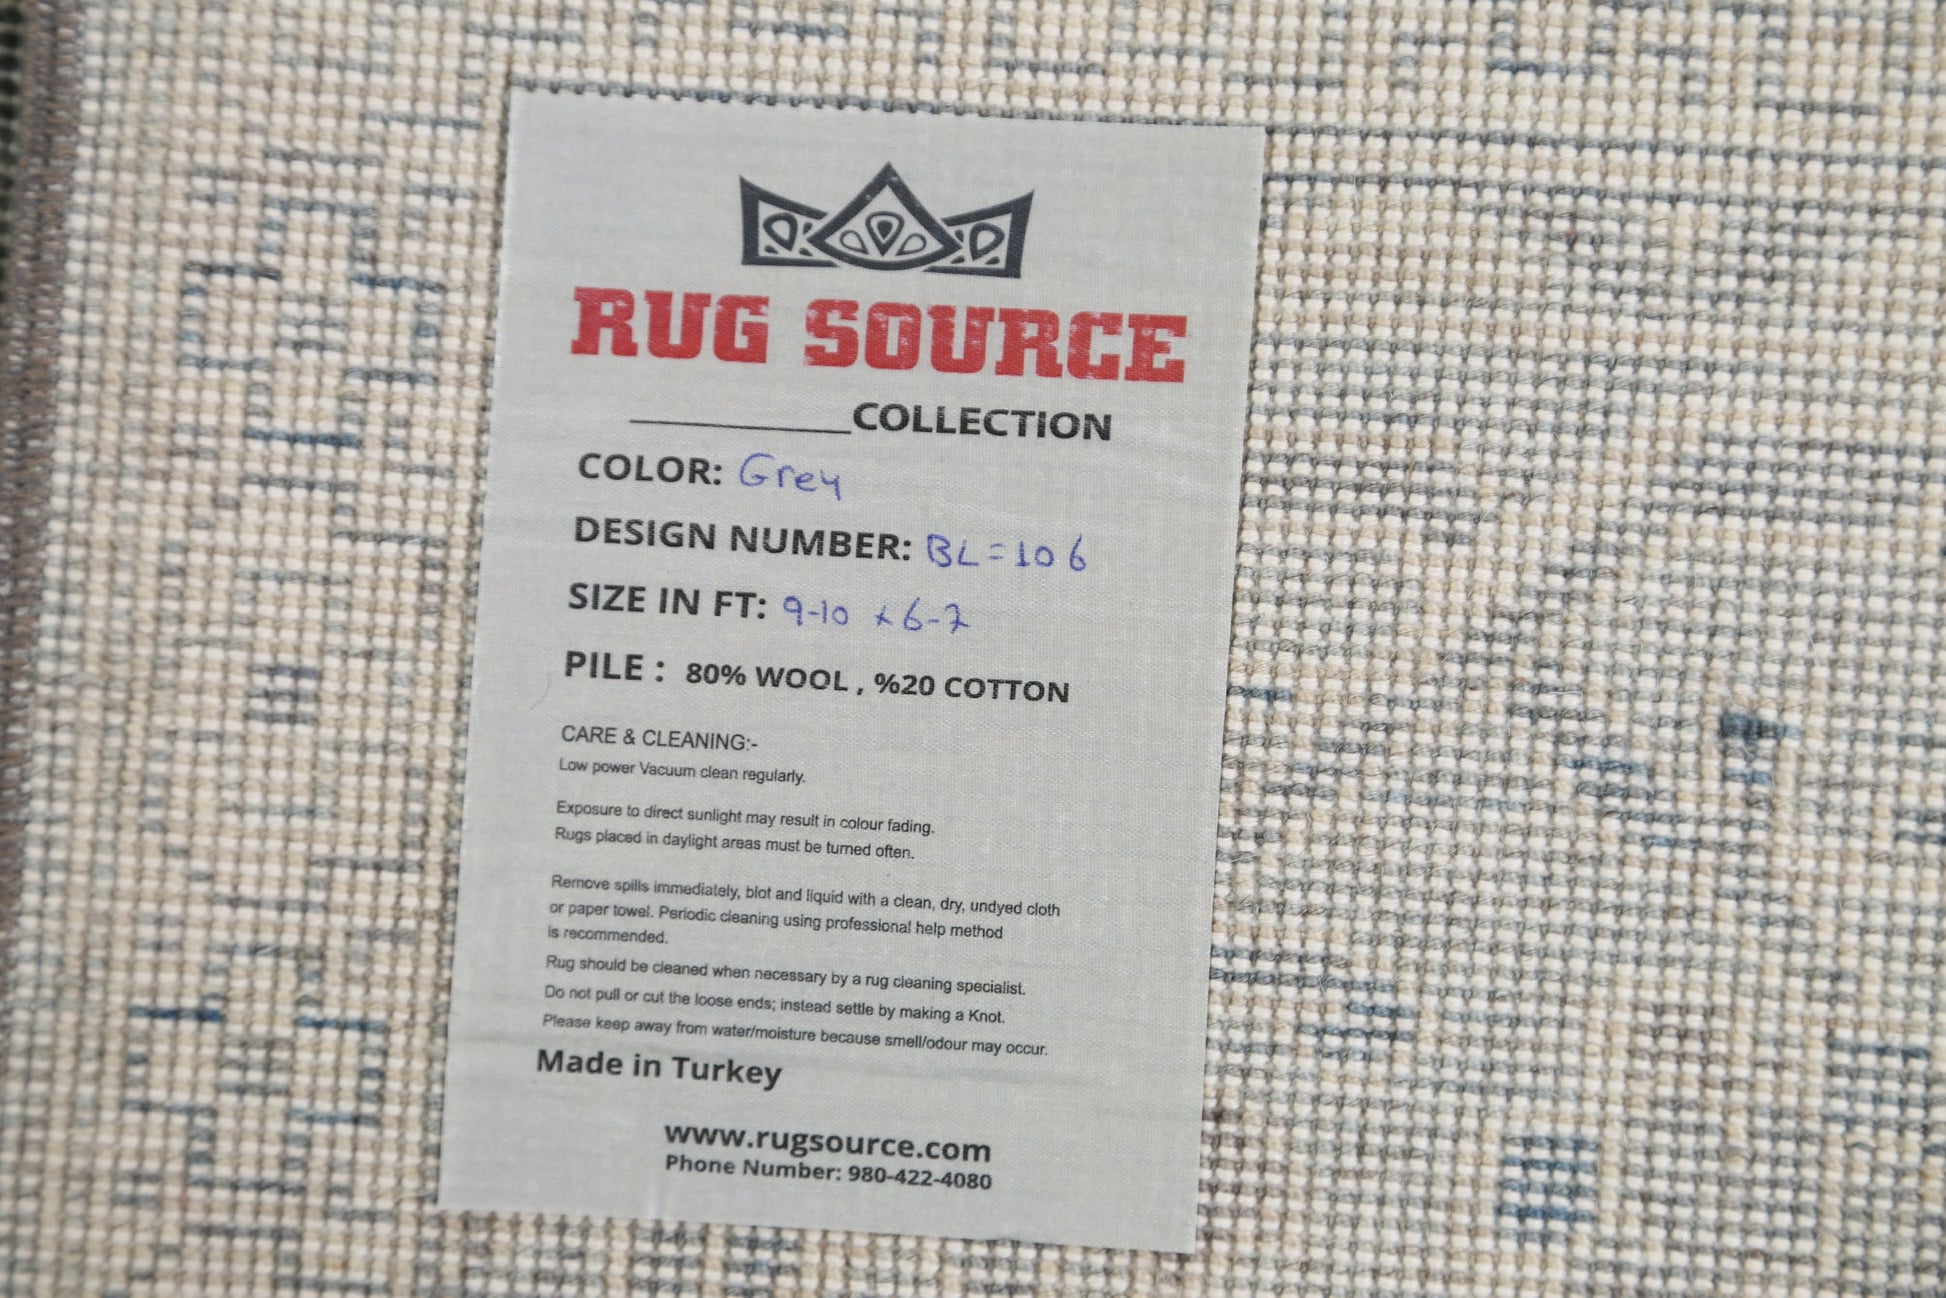 RUG SOURCE
__________COLLECTION
COLOR: Grey
DESIGN NUMBER: BL=106
SIZE IN FT: 9-10 x 6-7
PILE : 80% WOOL , %20 COTTON
CARE & CLEANING:-
Low power Vacuum clean regularly.
Exposure to direct sunlight may result in colour fading.
Rugs placed in daylight areas must be turned often.
Remove spills immediately, blot and liquid with a clean, dry, undyed cloth
or paper towel. Periodic cleaning using professional help method
is recommended.
Rug should be cleaned when necessary by a rug cleaning specialist.
Do not pull or cut the loose ends; instead settle by making a Knot.
Please keep away from water/moisture because smell/odour may occur.
Made in Turkey
www.rugsource.com
Phone Number: 980-422-4080